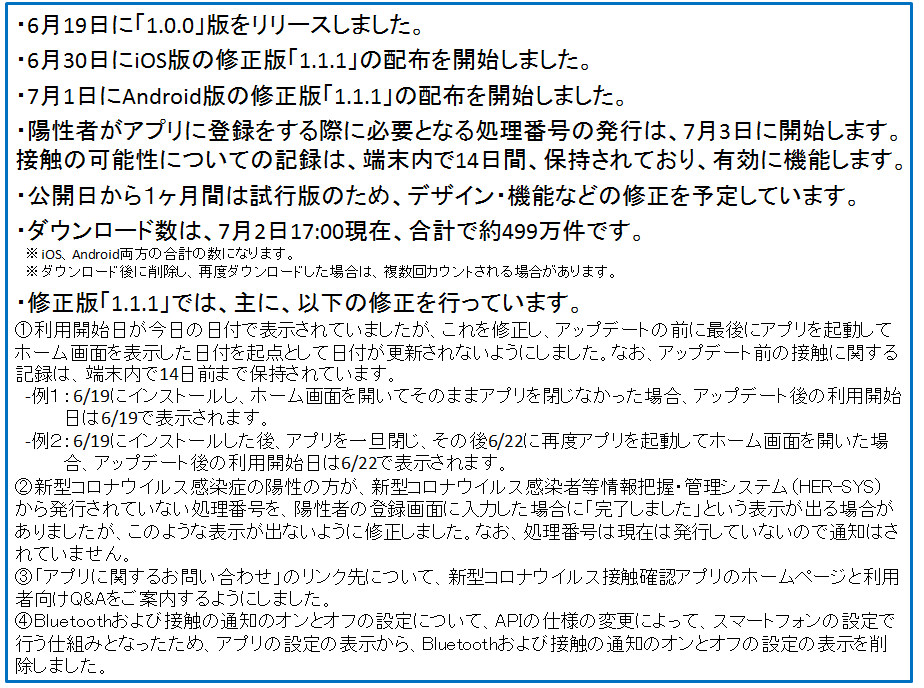 ・6月19日に「1.0.0」版をリリースしました。
・6月30日にiOS版の修正版「1.1.1」の配布を開始しました。
・7月1日にAndroid版の修正版「1.1.1」の配布を開始しました。
・陽性者がアプリに登録をする際に必要となる処理番号の発行は、7月3日に開始します。
接触の可能性についての記録は、端末内で14日間、保持されており、有効に機能します。
・公開日から1ヶ月間は試行版のため、デザイン・機能などの修正を予定しています。
・ダウンロード数は、7月2日17:00現在、合計で約499万件です。
※iOS、Android両方の合計の数になります。
※ダウンロード後に削除し、再度ダウンロードした場合は、複数回カウントされる場合があります。
・修正版「1.1.1」では、主に、以下の修正を行っています。
①利用開始日が今日の日付で表示されていましたが、これを修正し、アップデートの前に最後にアプリを起動して
ホーム画面を表示した日付を起点として日付が更新されないようにしました。なお、アップデート前の接触に関する
記録は、端末内で14日前まで保持されています。
-例1：6/19にインストールし、ホーム画面を開いてそのままアプリを閉じなかった場合、アップデート後の利用開始
日は6/19で表示されます。
-例2：6/19にインストールした後、アプリを一旦閉じ、その後6/22に再度アプリを起動してホーム画面を開いた場
合、アップデート後の利用開始日は6/22で表示されます。
②新型コロナウイルス感染症の陽性の方が、新型コロナウイルス感染者等情報把握・管理システム（HER-SYS）
から発行されていない処理番号を、陽性者の登録画面に入力した場合に「完了しました」という表示が出る場合が
ありましたが、このような表示が出ないように修正しました。なお、処理番号は現在は発行していないので通知はさ
れていません。
③「アプリに関するお問い合わせ」のリンク先について、新型コロナウイルス接触確認アプリのホームページと利用
者向けQ&Aをご案内するようにしました。
④Bluetoothおよび接触の通知のオンとオフの設定について、APIの仕様の変更によって、スマートフォンの設定で
行う仕組みとなったため、アプリの設定の表示から、Bluetoothおよび接触の通知のオンとオフの設定の表示を削
除しました。